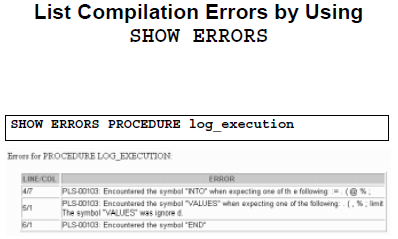 List Compilation Errors by Using
SHOW ERRORS
SHOW ERRORS PROCEDURE log_execution
Errors for PROCEDURE LOG_EXECUTION:
LINE/COL ERROR
4/7 PLS-00103: Encountered the symbol "INTO" when expecting one of th e following: := . ( @ % ;
5/1 PLS-00103: Encountered the symbol "VALUES" when expecting one of the following: . ( , % ; limit
The symbol "VALUES" was ignore d.
6/1 PLS-00103: Encountered the symbol "END"